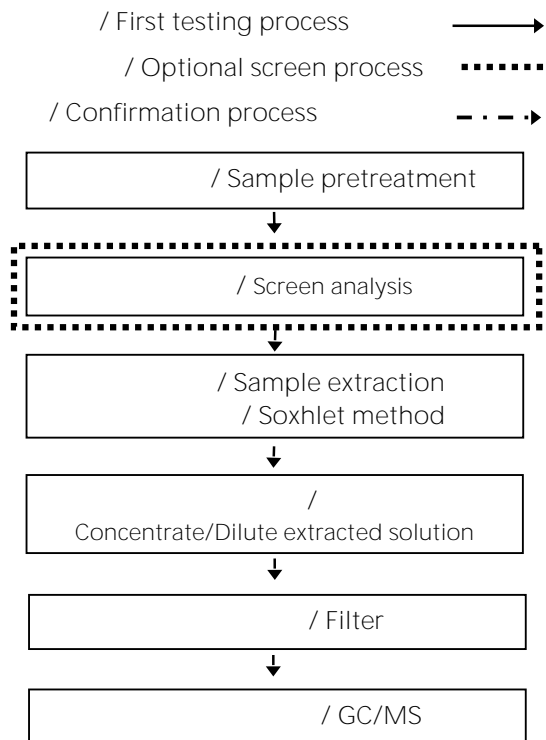 / First testing process
/ Optional screen process
/ Confirmation process
/ Sample pretreatment
/ Screen analysis
/ Sample extraction
/ Soxhlet method
/
Concentrate/Dilute extracted solution
/ Filter
/ GC/MS